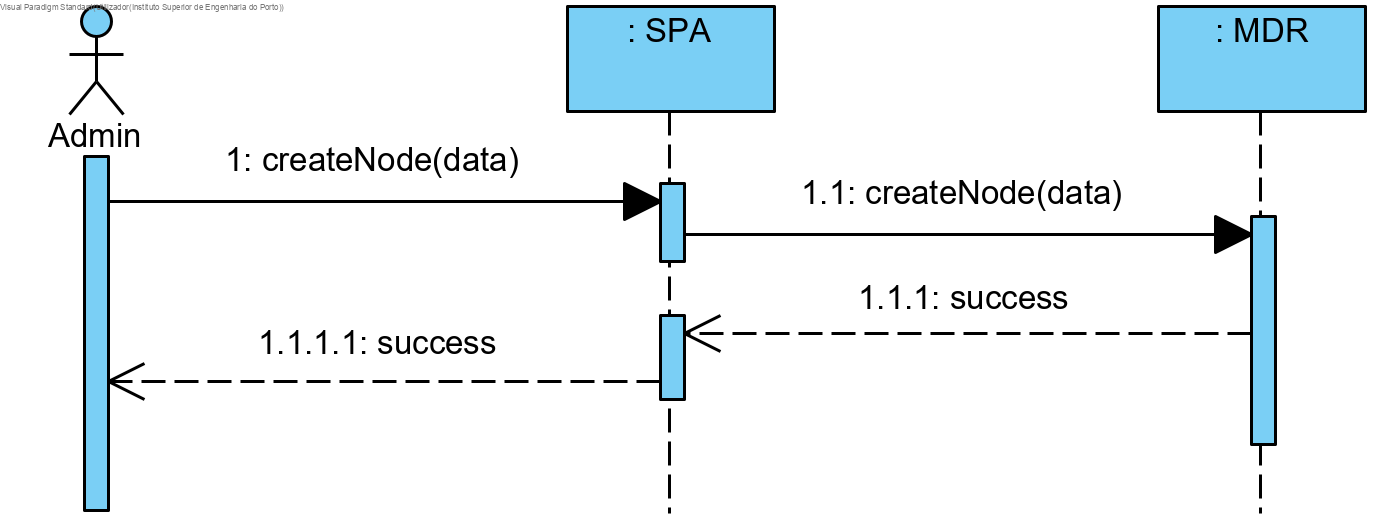 Visual Paradigm Standard(Utilizador(Instituto Superior de Engenharia do Porto))
: SPA
: MDR
Admin
1: createNode(data)
1.1: createNode(data)
1.1.1: success
1.1.1.1: success